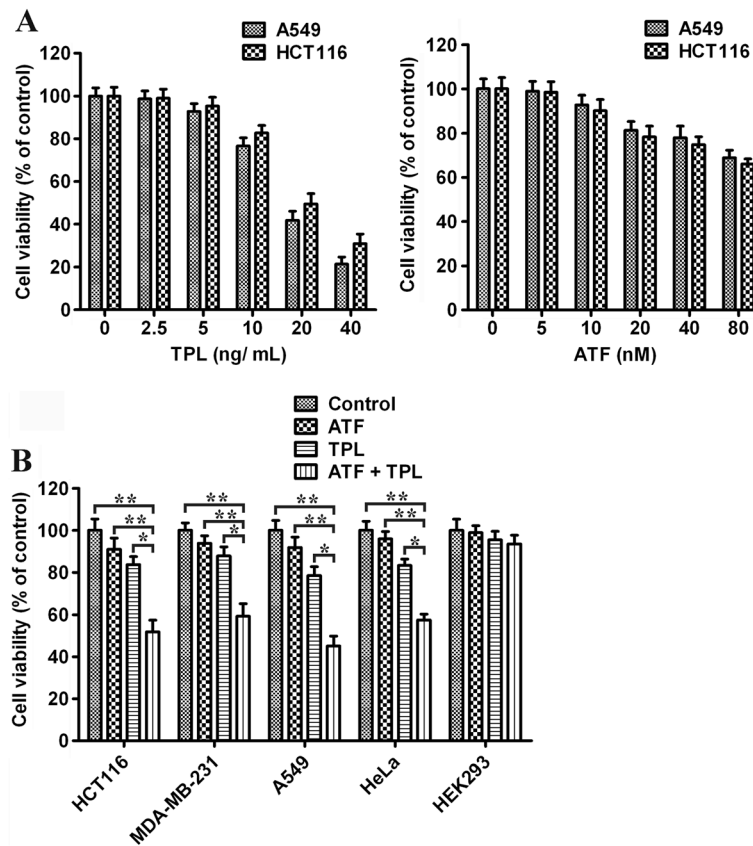 A
A549
HCT116
Cell viability (% of control)
120
100
80
60
40
20
0
0 2.5 5 10 20 40
TPL (ng/ mL)
A549
HCT116
Cell viability (% of control)
120
100
80
60
40
20
0
0 5 10 20 40 80
ATF (nM)
B
Control
ATF
TPL
ATF + TPL
Cell viability (% of control)
120
100
80
60
40
20
0
** ** ** **
** ** ** **
* * * *
HCT116 MDA-MB-231 A549 HeLa HEK293